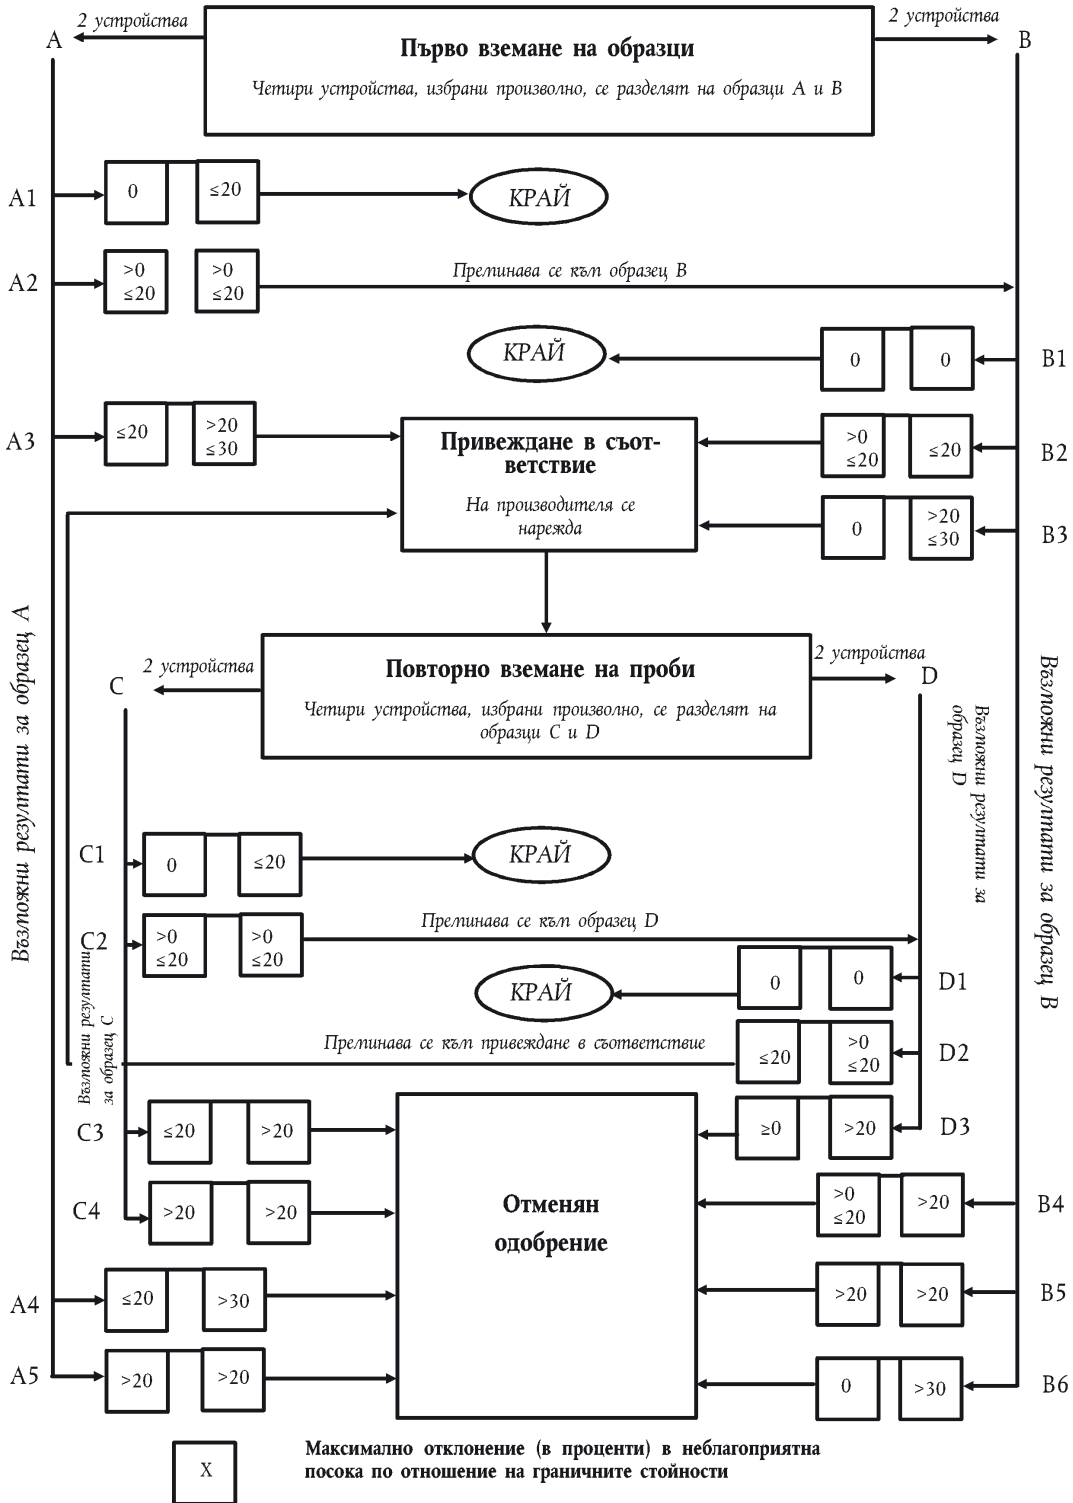 2 устройства
2 устройства
A
B
Първо вземане на образци
Четири устройства, избрани произволно, се разделят на образци A и B
A1
0
≤20
КРАЙ
A2
>0
≤20
>0
≤20
Преминава се към образец B
КРАЙ
0
0
B1
A3
≤20
>20
≤30
Привеждане в съот-
ветствие
На производителя се
нарежда
>0
≤20
≤20
B2
0
>20
≤30
B3
Възможни резултати за образец A
Възможни резултати за образец B
2 устройства
2 устройства
C
D
Повторно вземане на проби
Четири устройства, избрани произволно, се разделят на
образци C и D
Възможни резултати за
образец D
C1
0
≤20
КРАЙ
C2
>0
≤20
>0
≤20
Преминава се към образец D
Възможни резултати
за образец C
КРАЙ
0
0
D1
Преминава се към привеждане в съответствие
≤20
>0
≤20
D2
C3
≤20
>20
≥0
>20
D3
C4
>20
>20
Отменян
одобрение
>0
≤20
>20
B4
A4
≤20
>30
>20
>20
B5
A5
>20
>20
0
>30
B6
X
Максимално отклонение (в проценти) в неблагоприятна
посока по отношение на граничните стойности